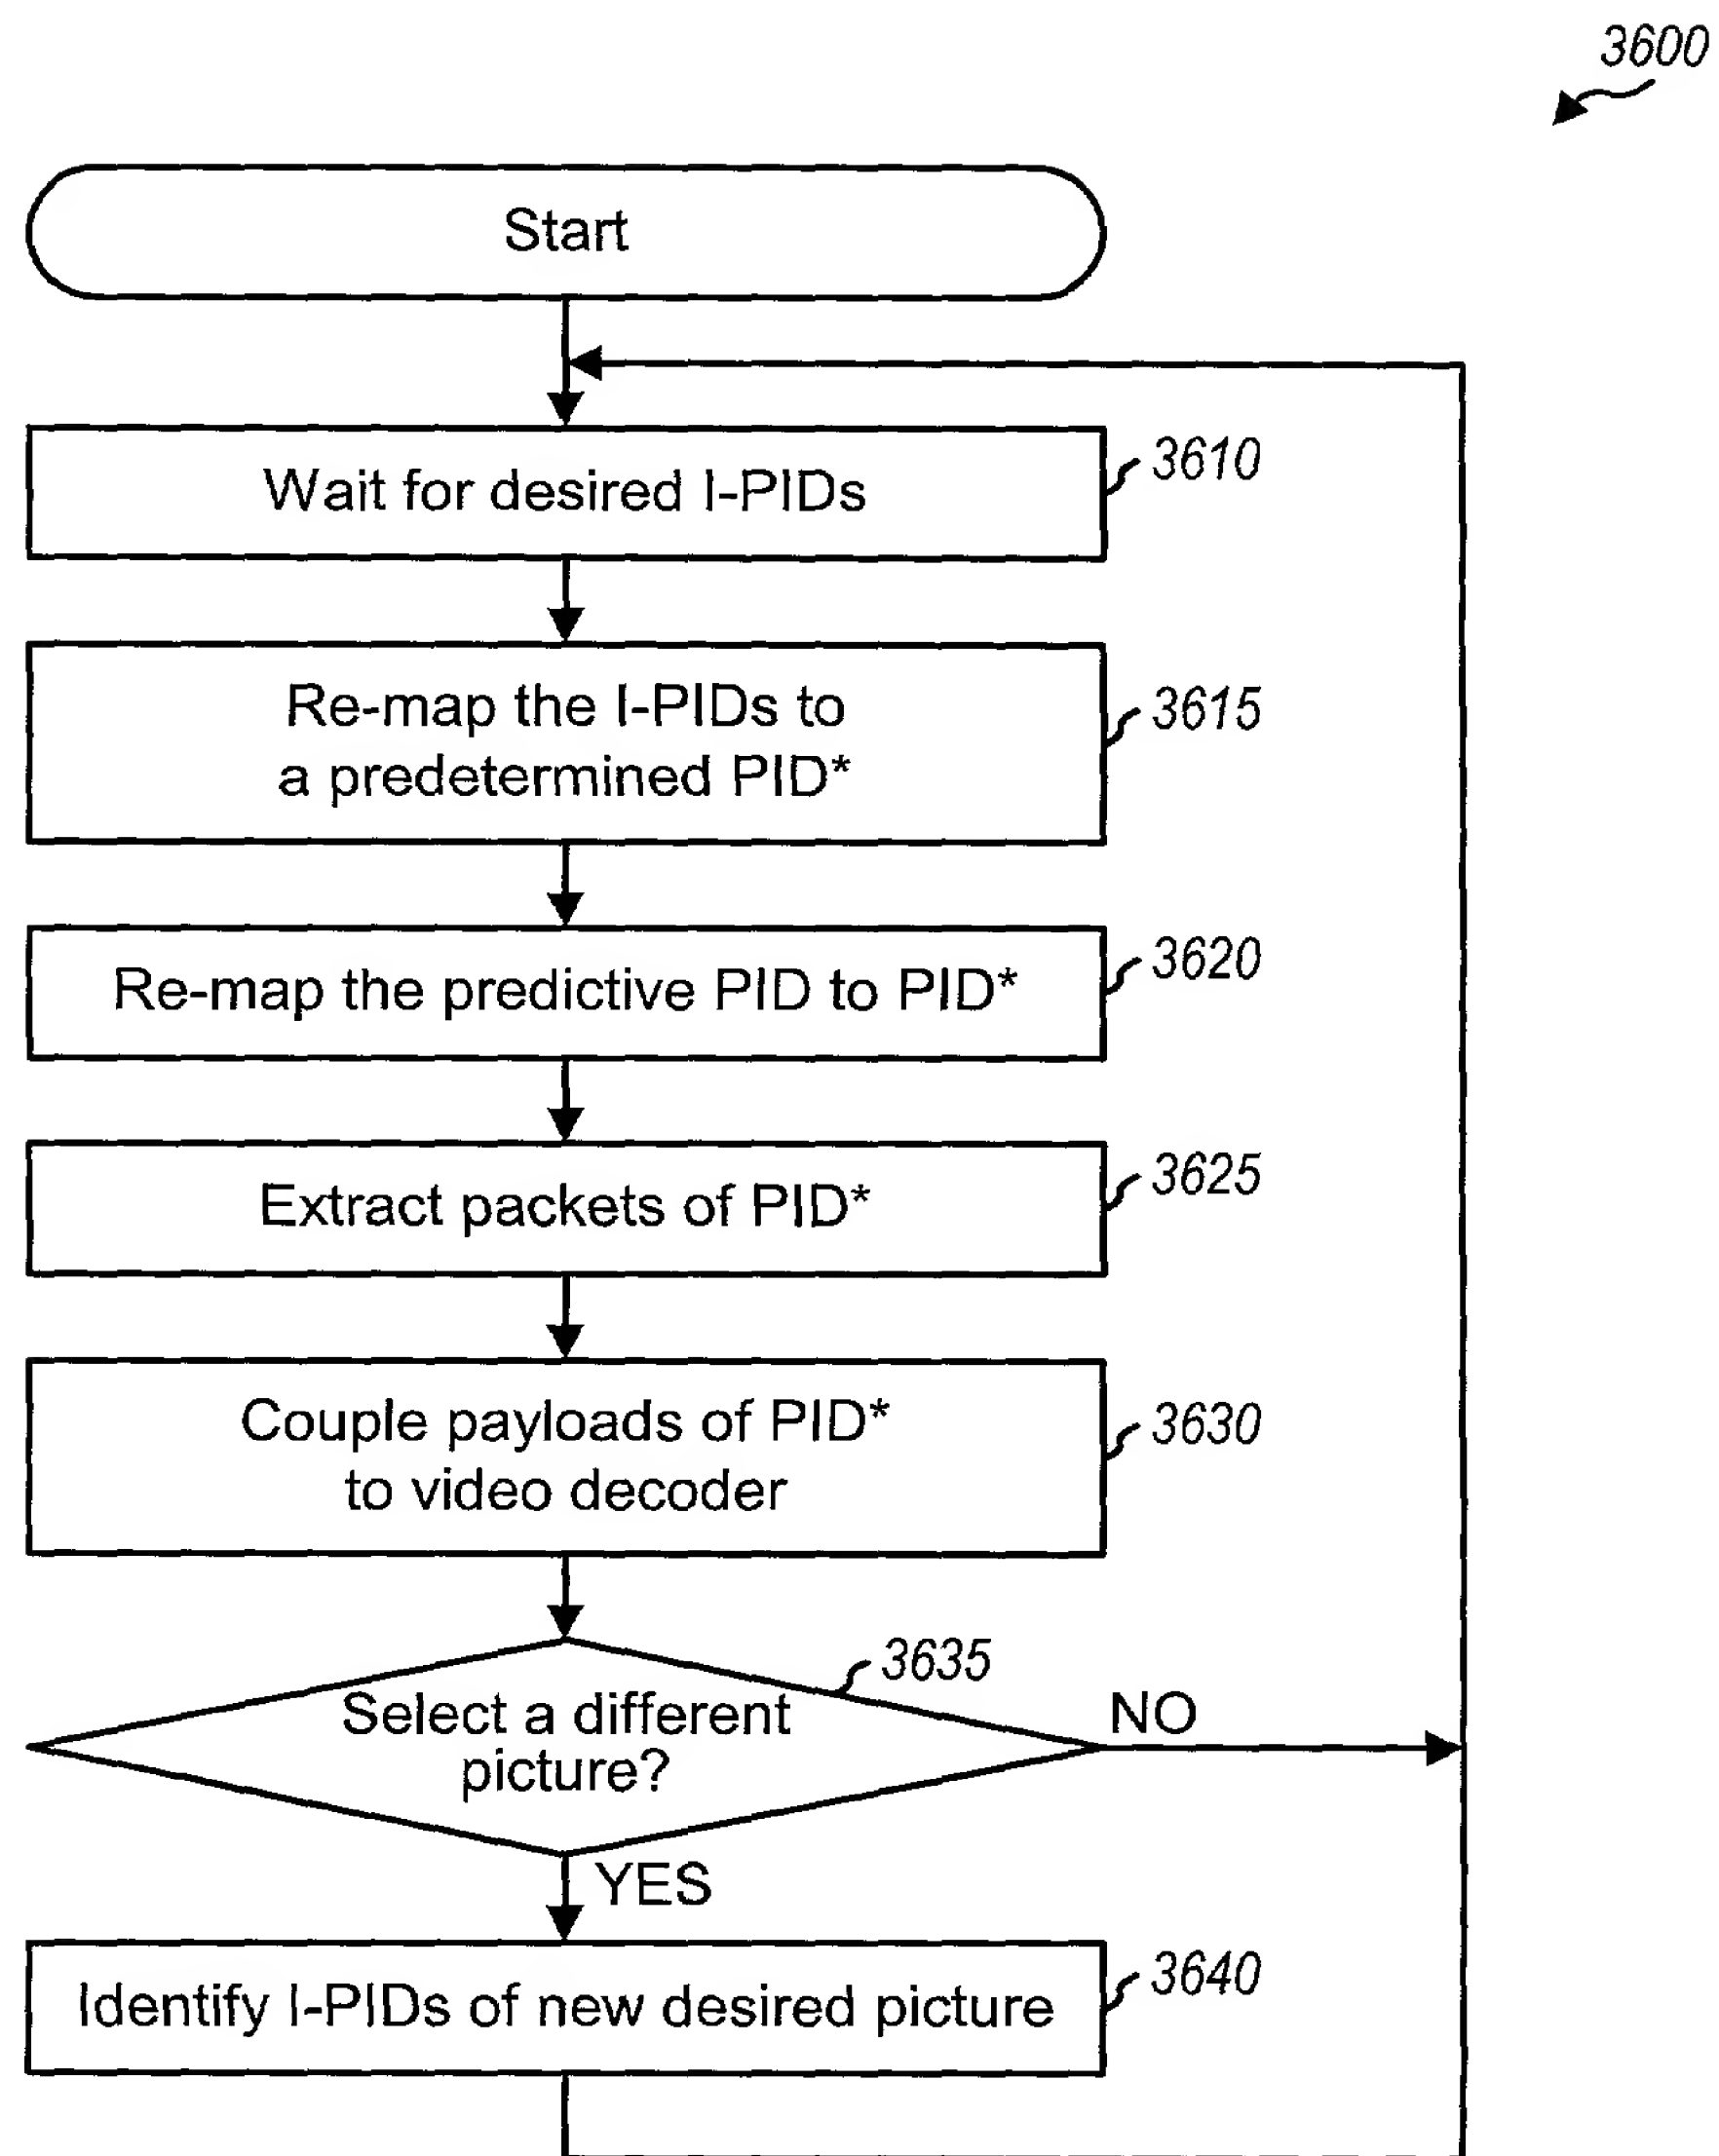 3600
Start
Wait for desired I-PIDs
3610
Re-map the I-PIDs to
a predetermined PID*
3615
Re-map the predictive PID to PID*
3620
Extract packets of PID*
3625
Couple payloads of PID*
to video decoder
3630
3635
Select a different
picture?
NO
YES
Identify I-PIDs of new desired picture
3640